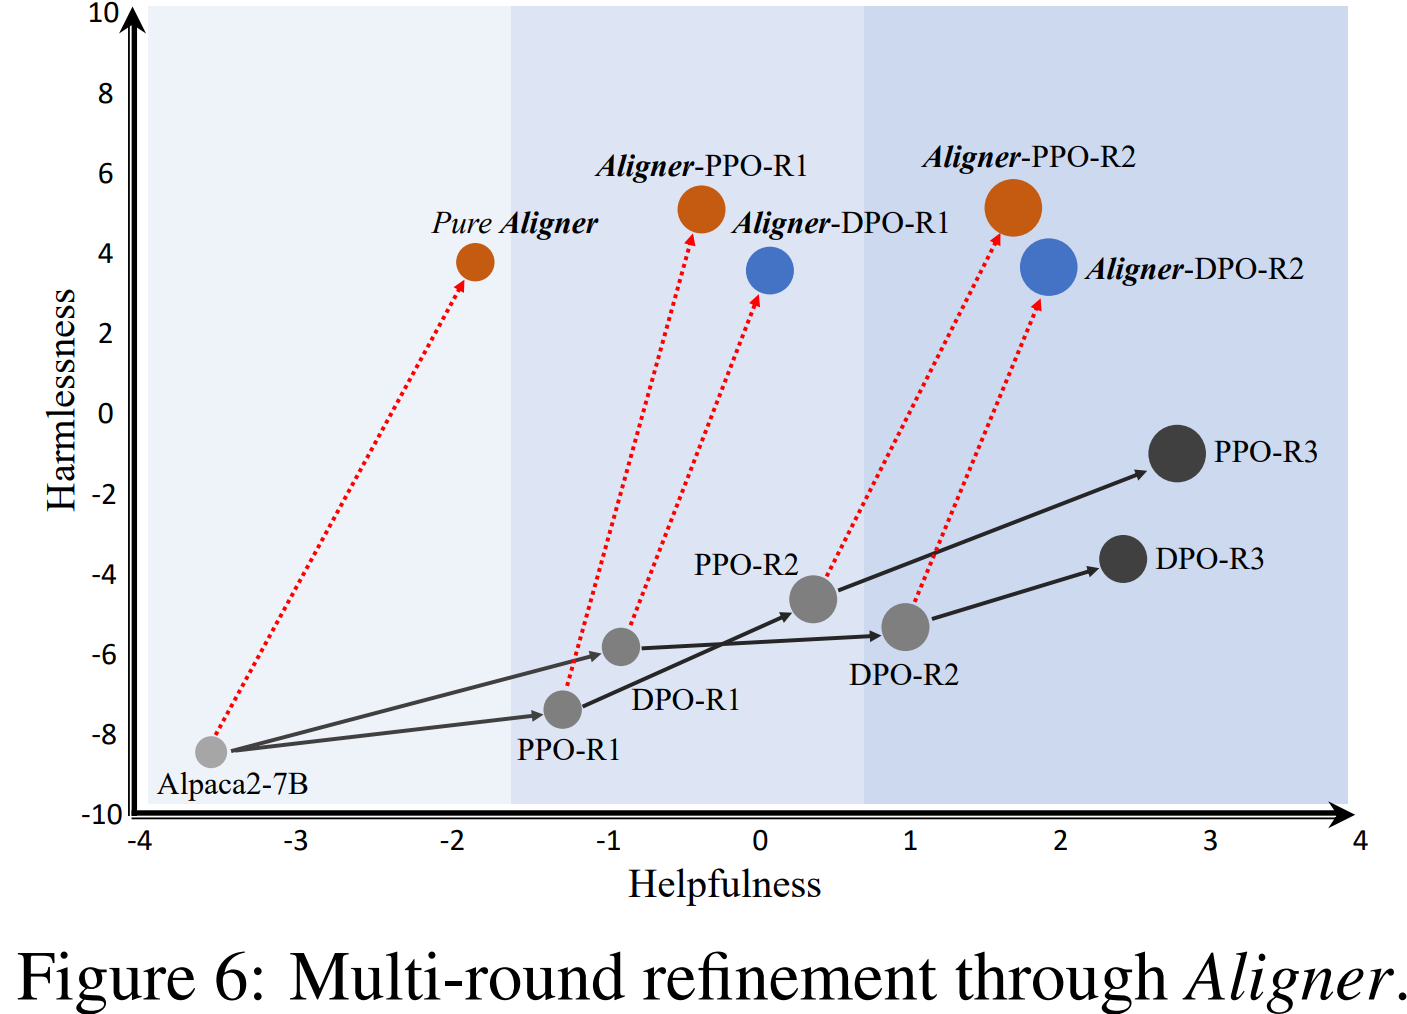 10
8
6
4
2
0
-2
-4
-6
-8
-10
Harmlessness
Aligner-PPO-R1
Aligner-PPO-R2
Pure Aligner
Aligner-DPO-R1
Aligner-DPO-R2
PPO-R3
PPO-R2
DPO-R3
DPO-R2
DPO-R1
PPO-R1
Alpaca2-7B
-4 -3 -2 -1 0 1 2 3 4
Helpfulness
Figure 6: Multi-round refinement through Aligner.